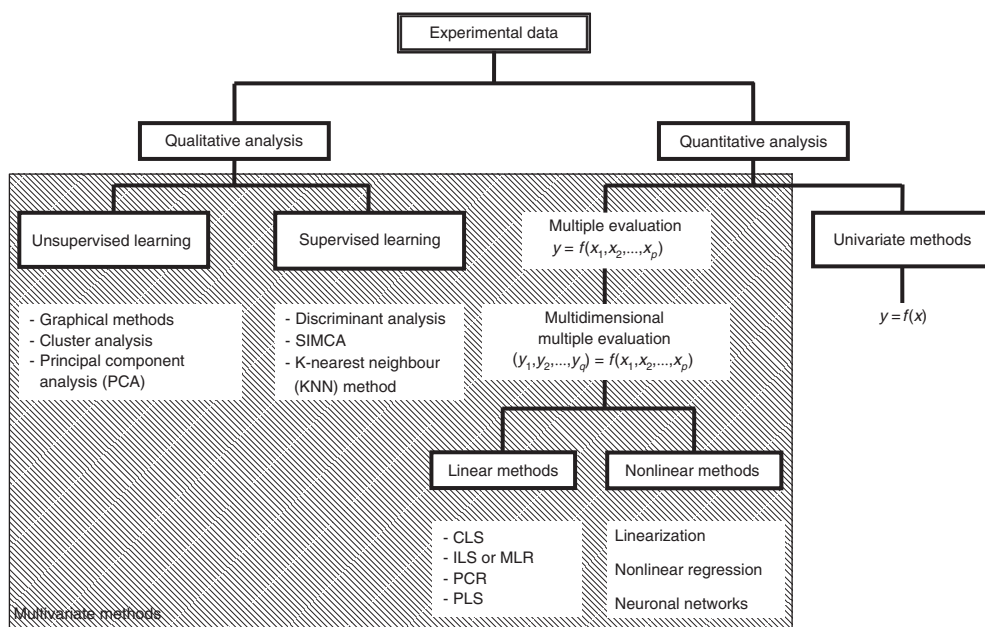 Experimental data
Qualitative analysis
Quantitative analysis
Unsupervised learning
Supervised learning
Multiple evaluation
y = f(x₁,x₂,...,xₚ)
Univariate methods
- Graphical methods
- Cluster analysis
- Principal component
analysis (PCA)
- Discriminant analysis
- SIMCA
- K-nearest neighbour
(KNN) method
Multidimensional
multiple evaluation
(y₁,y₂,...,y_q) = f(x₁,x₂,...,xₚ)
y = f(x)
Linear methods
Nonlinear methods
- CLS
- ILS or MLR
- PCR
- PLS
Linearization
Nonlinear regression
Neuronal networks
Multivariate methods